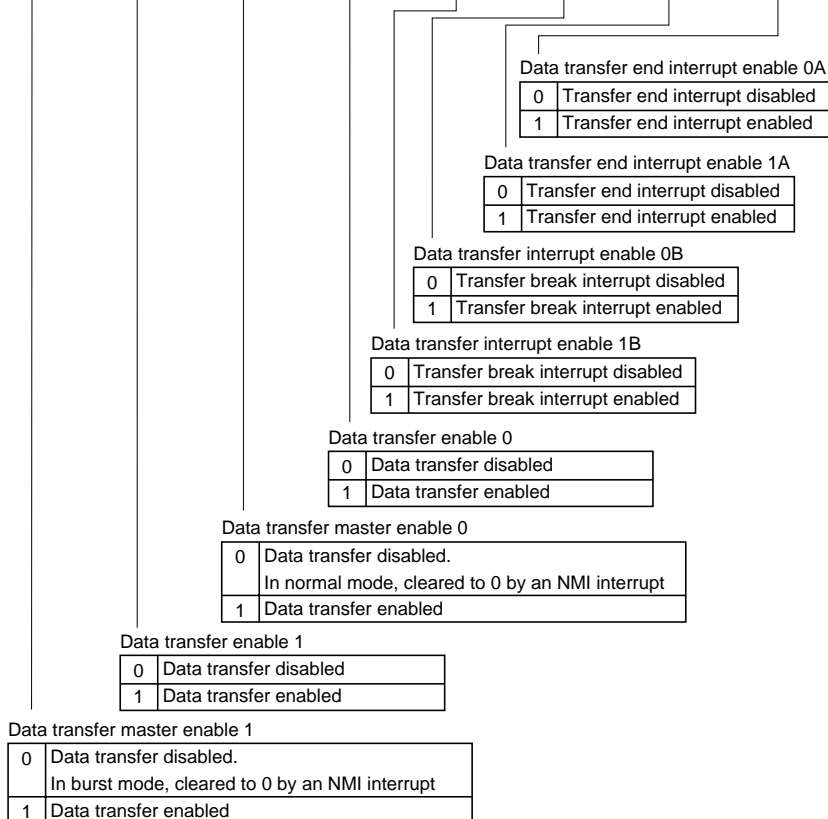 Data transfer end interrupt enable 0A
0 Transfer end interrupt disabled
1 Transfer end interrupt enabled
Data transfer end interrupt enable 1A
0 Transfer end interrupt disabled
1 Transfer end interrupt enabled
Data transfer interrupt enable 0B
0 Transfer break interrupt disabled
1 Transfer break interrupt enabled
Data transfer interrupt enable 1B
0 Transfer break interrupt disabled
1 Transfer break interrupt enabled
Data transfer enable 0
0 Data transfer disabled
1 Data transfer enabled
Data transfer master enable 0
0 Data transfer disabled.
In normal mode, cleared to 0 by an NMI interrupt
1 Data transfer enabled
Data transfer enable 1
0 Data transfer disabled
1 Data transfer enabled
Data transfer master enable 1
0 Data transfer disabled.
In burst mode, cleared to 0 by an NMI interrupt
1 Data transfer enabled